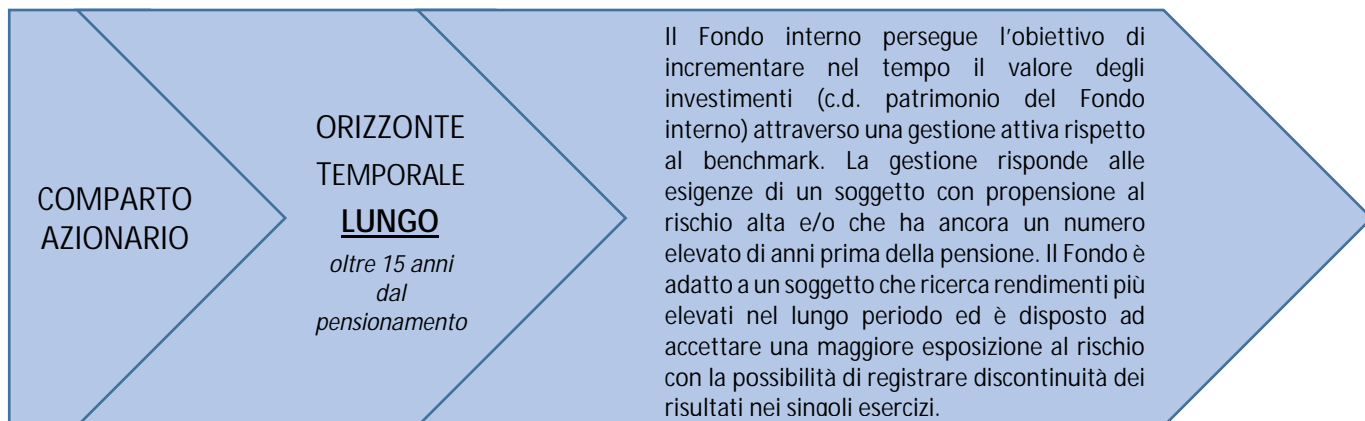 COMPARTO
AZIONARIO
ORIZZONTE
TEMPORALE
LUNGO
oltre 15 anni
dal
pensionamento
Il Fondo interno persegue l'obiettivo di
incrementare nel tempo il valore degli
investimenti (c.d. patrimonio del Fondo
interno) attraverso una gestione attiva rispetto
al benchmark. La gestione risponde alle
esigenze di un soggetto con propensione al
rischio alta e/o che ha ancora un numero
elevato di anni prima della pensione. Il Fondo è
adatto a un soggetto che ricerca rendimenti più
elevati nel lungo periodo ed è disposto ad
accettare una maggiore esposizione al rischio
con la possibilità di registrare discontinuità dei
risultati nei singoli esercizi.